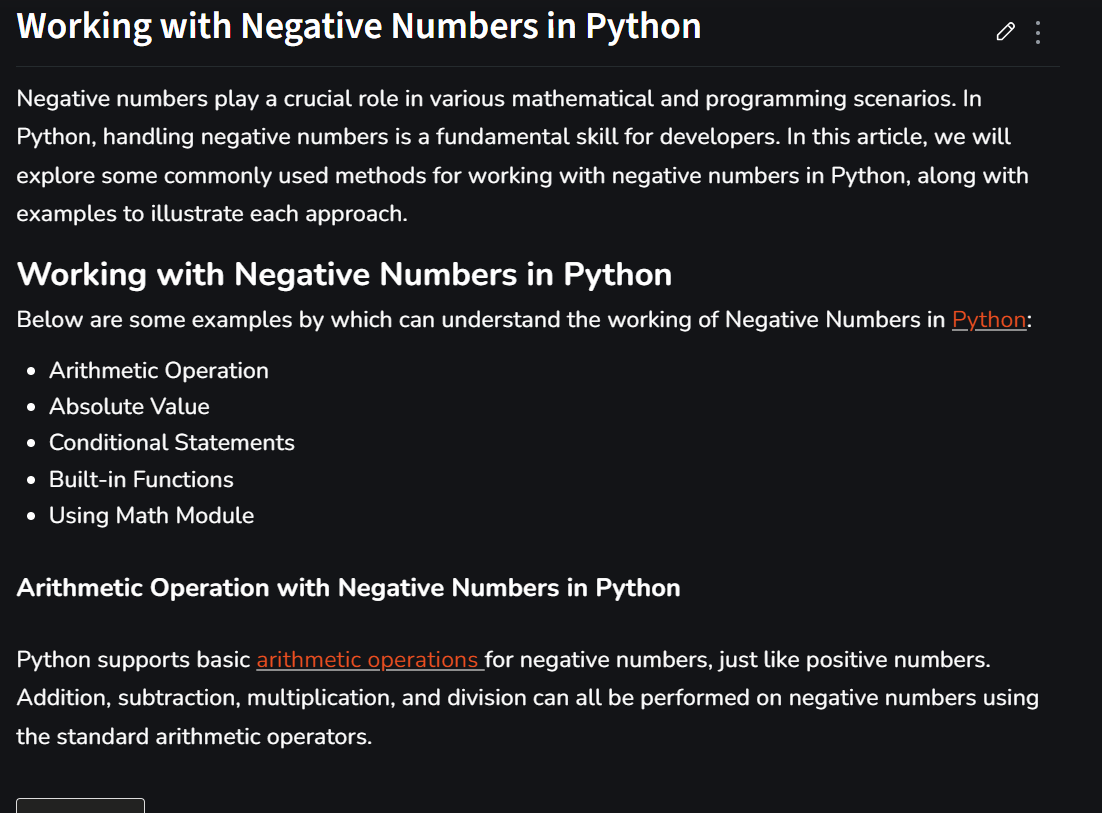 Working with Negative Numbers in Python
Negative numbers play a crucial role in various mathematical and programming scenarios. In
Python, handling negative numbers is a fundamental skill for developers. In this article, we will
explore some commonly used methods for working with negative numbers in Python, along with
examples to illustrate each approach.
Working with Negative Numbers in Python
Below are some examples by which can understand the working of Negative Numbers in Python:
Arithmetic Operation
Absolute Value
Conditional Statements
Built-in Functions
Using Math Module
Arithmetic Operation with Negative Numbers in Python
Python supports basic arithmetic operations for negative numbers, just like positive numbers.
Addition, subtraction, multiplication, and division can all be performed on negative numbers using
the standard arithmetic operators.